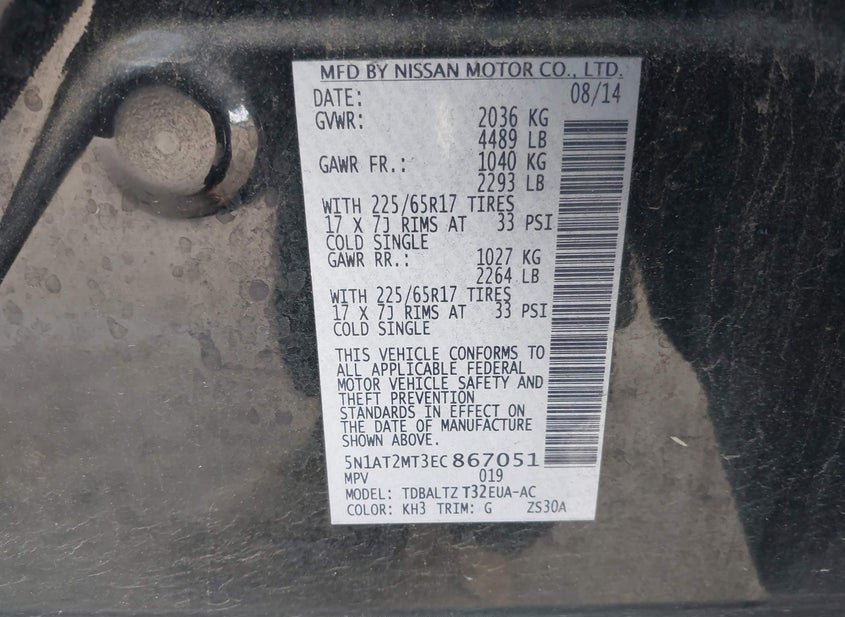 MFD BY NISSAN MOTOR CO., LTD.
DATE: 08/14
GVWR: 2036 KG
4489 LB
GAWR FR.: 1040 KG
2293 LB
WITH 225/65R17 TIRES
17 X 7J RIMS AT 33 PSI
COLD SINGLE
GAWR RR.: 1027 KG
2264 LB
WITH 225/65R17 TIRES
17 X 7J RIMS AT 33 PSI
COLD SINGLE
THIS VEHICLE CONFORMS TO
ALL APPLICABLE FEDERAL
MOTOR VEHICLE SAFETY AND
THEFT PREVENTION
STANDARDS IN EFFECT ON
THE DATE OF MANUFACTURE
SHOWN ABOVE.
5N1AT2MT3EC867051
MPV 019
MODEL: TDBALTZ T32EUA-AC
COLOR: KH3 TRIM: G ZS30A